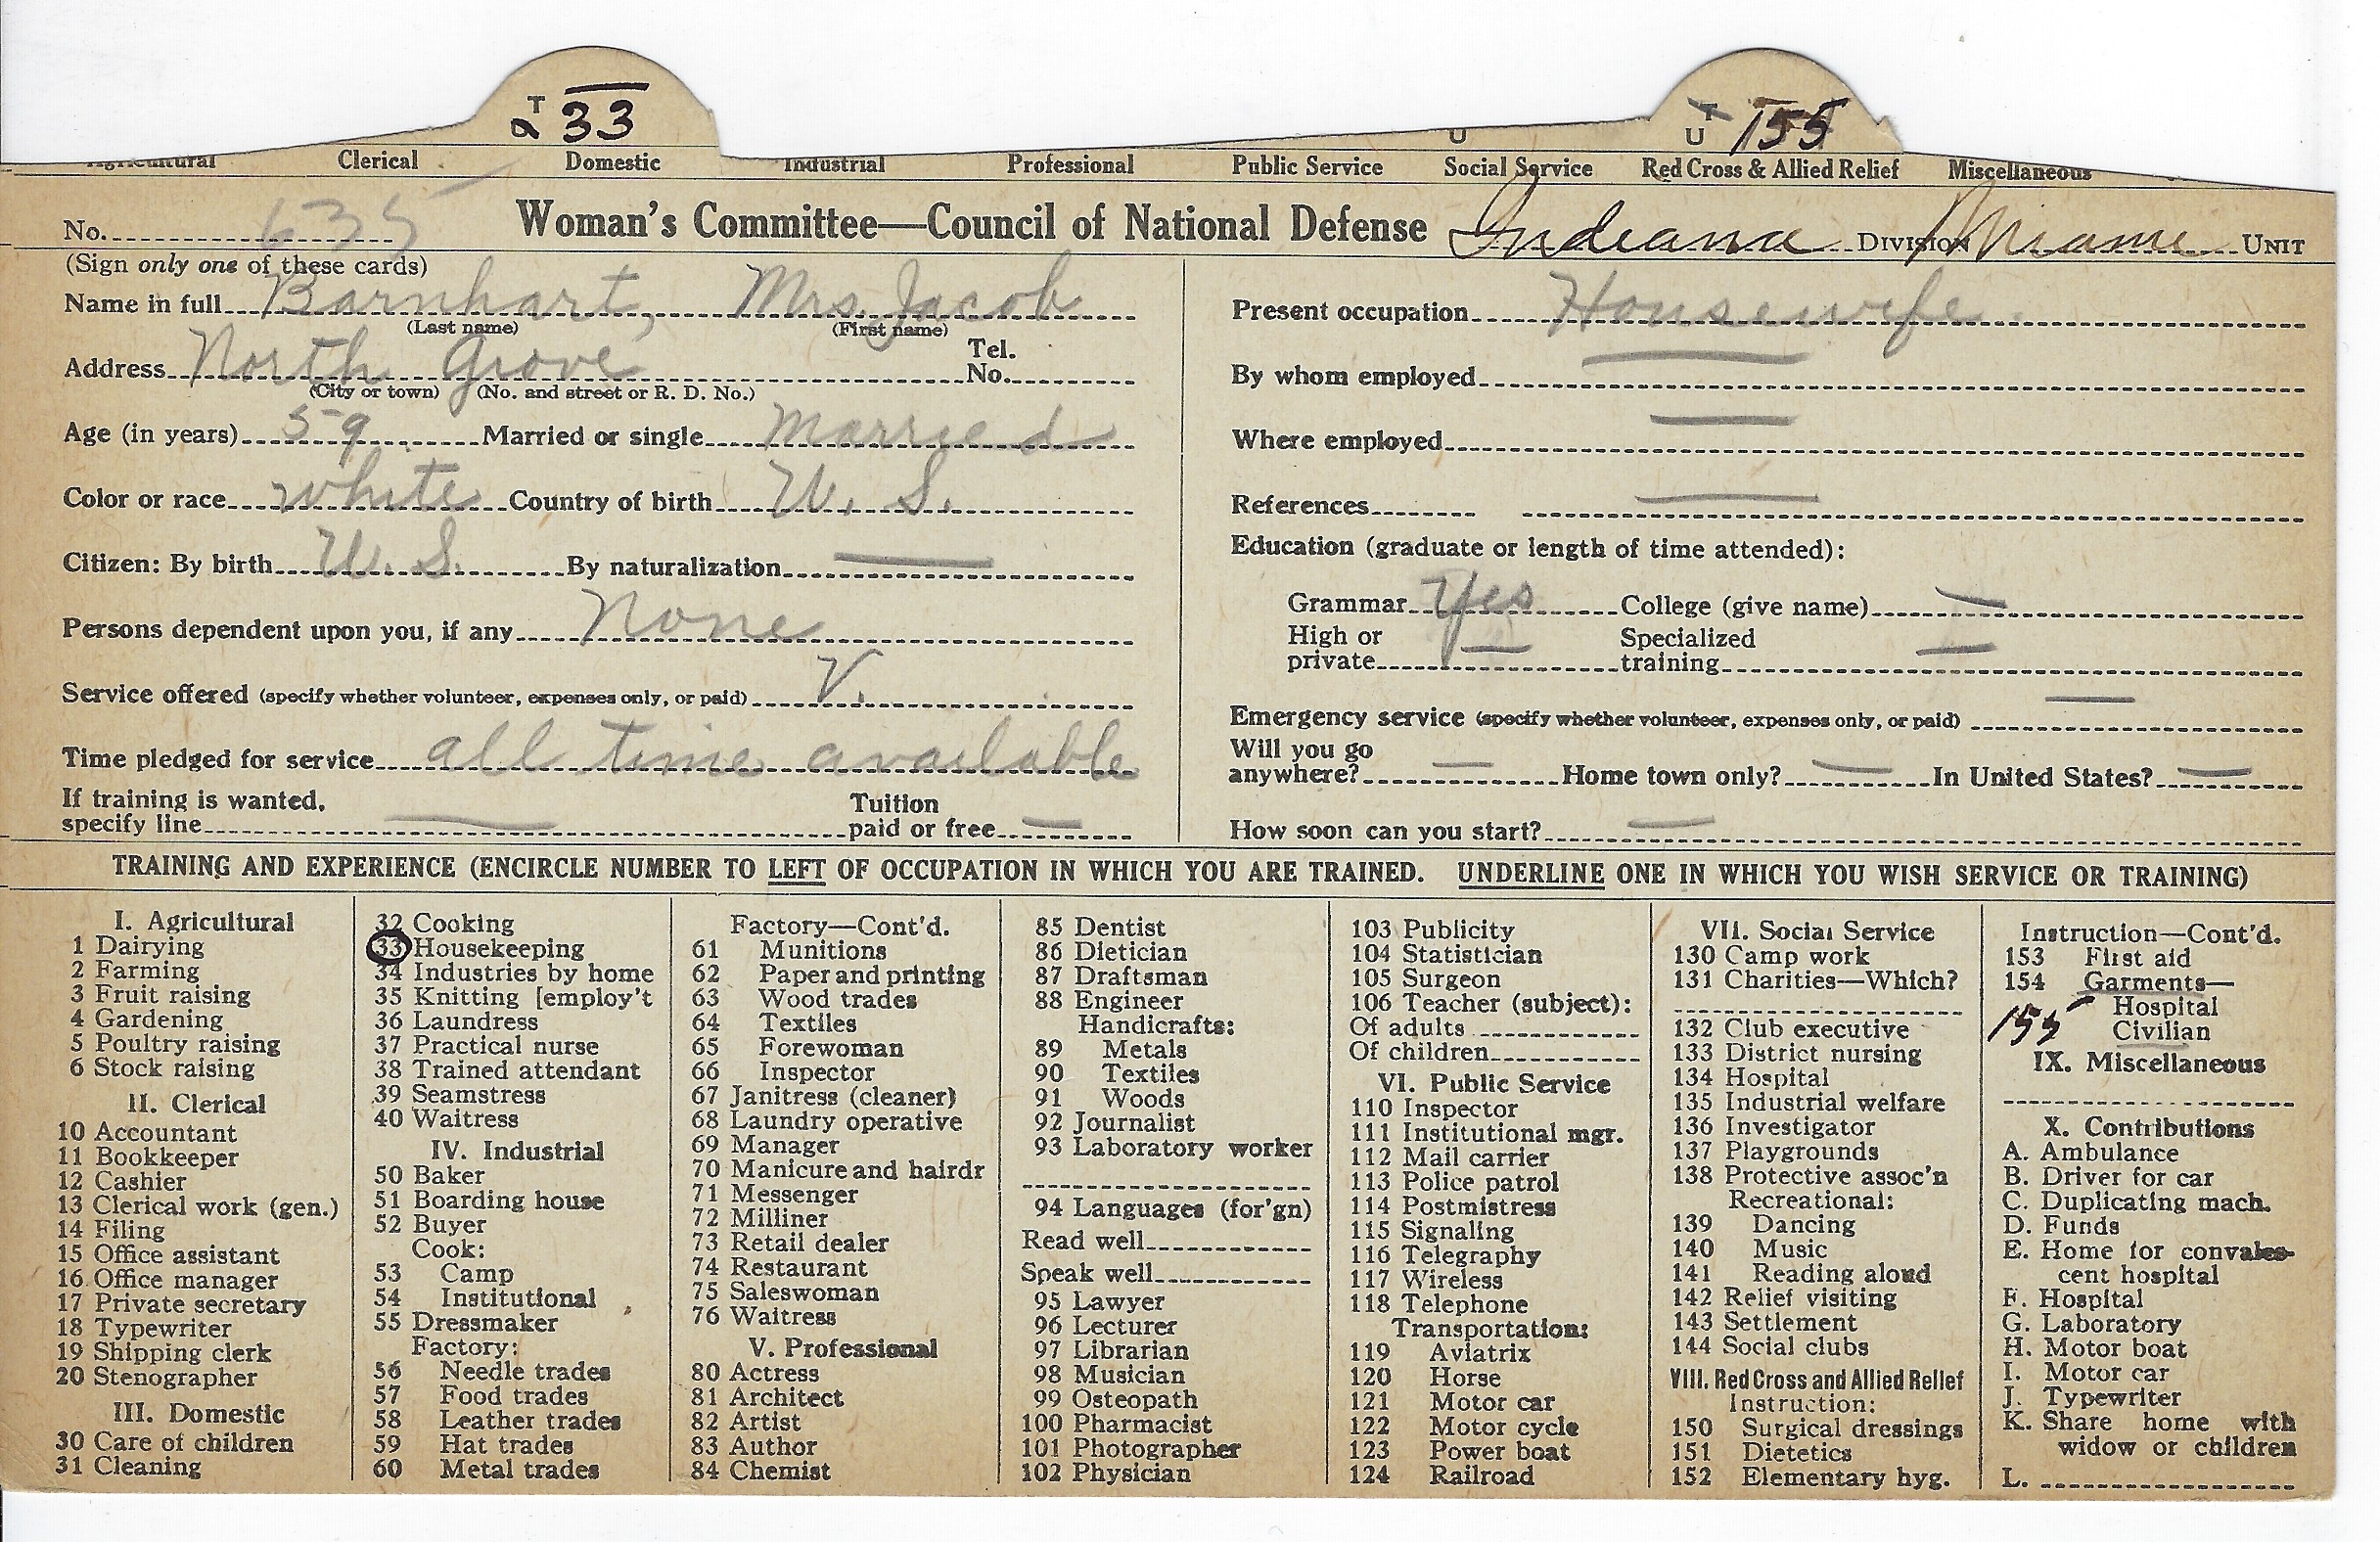 T 33
T
U 155
U
Agricultural Clerical Domestic Industrial Professional Public Service Social Service Red Cross & Allied Relief Miscellaneous
No. 635 Woman's Committee—Council of National Defense Indiana DIVISION Miami UNIT
(Sign only one of these cards)
Name in full Barnhart, Mrs. Jacob
(Last name) (First name)
Address North Grove Tel. No.
(City or town) (No. and street or R. D. No.)
Age (in years) 59 Married or single Married
Color or race white Country of birth U. S.
Citizen: By birth U. S. By naturalization —
Persons dependent upon you, if any None
Service offered (specify whether volunteer, expenses only, or paid) V.
Time pledged for service all time available
If training is wanted, specify line — Tuition paid or free —
Present occupation Housewife.
By whom employed —
Where employed —
References —
Education (graduate or length of time attended):
Grammar Yes College (give name) —
High or private — Specialized training —
Emergency service (specify whether volunteer, expenses only, or paid) —
Will you go anywhere? — Home town only? — In United States? —
How soon can you start? —
TRAINING AND EXPERIENCE (ENCIRCLE NUMBER TO LEFT OF OCCUPATION IN WHICH YOU ARE TRAINED. UNDERLINE ONE IN WHICH YOU WISH SERVICE OR TRAINING)
I. Agricultural
1 Dairying
2 Farming
3 Fruit raising
4 Gardening
5 Poultry raising
6 Stock raising
II. Clerical
10 Accountant
11 Bookkeeper
12 Cashier
13 Clerical work (gen.)
14 Filing
15 Office assistant
16 Office manager
17 Private secretary
18 Typewriter
19 Shipping clerk
20 Stenographer
III. Domestic
30 Care of children
31 Cleaning
32 Cooking
33 Housekeeping
34 Industries by home
35 Knitting [employ't
36 Laundress
37 Practical nurse
38 Trained attendant
39 Seamstress
40 Waitress
IV. Industrial
50 Baker
51 Boarding house
52 Buyer
Cook:
53 Camp
54 Institutional
55 Dressmaker
Factory:
56 Needle trades
57 Food trades
58 Leather trades
59 Hat trades
60 Metal trades
Factory—Cont'd.
61 Munitions
62 Paper and printing
63 Wood trades
64 Textiles
65 Forewoman
66 Inspector
67 Janitress (cleaner)
68 Laundry operative
69 Manager
70 Manicure and hairdr
71 Messenger
72 Milliner
73 Retail dealer
74 Restaurant
75 Saleswoman
76 Waitress
V. Professional
80 Actress
81 Architect
82 Artist
83 Author
84 Chemist
85 Dentist
86 Dietician
87 Draftsman
88 Engineer
Handicrafts:
89 Metals
90 Textiles
91 Woods
92 Journalist
93 Laboratory worker
94 Languages (for'gn)
Read well
Speak well
95 Lawyer
96 Lecturer
97 Librarian
98 Musician
99 Osteopath
100 Pharmacist
101 Photographer
102 Physician
103 Publicity
104 Statistician
105 Surgeon
106 Teacher (subject):
Of adults
Of children
VI. Public Service
110 Inspector
111 Institutional mgr.
112 Mail carrier
113 Police patrol
114 Postmistress
115 Signaling
116 Telegraphy
117 Wireless
118 Telephone
Transportation:
119 Aviatrix
120 Horse
121 Motor car
122 Motor cycle
123 Power boat
124 Railroad
VII. Social Service
130 Camp work
131 Charities—Which?
132 Club executive
133 District nursing
134 Hospital
135 Industrial welfare
136 Investigator
137 Playgrounds
138 Protective assoc'n
Recreational:
139 Dancing
140 Music
141 Reading aloud
142 Relief visiting
143 Settlement
144 Social clubs
VIII. Red Cross and Allied Relief
Instruction:
150 Surgical dressings
151 Dietetics
152 Elementary hyg.
Instruction—Cont'd.
153 First aid
154 Garments—
Hospital
155 Civilian
IX. Miscellaneous
X. Contributions
A. Ambulance
B. Driver for car
C. Duplicating mach.
D. Funds
E. Home for convales-
cent hospital
F. Hospital
G. Laboratory
H. Motor boat
I. Motor car
J. Typewriter
K. Share home with
widow or children
L.